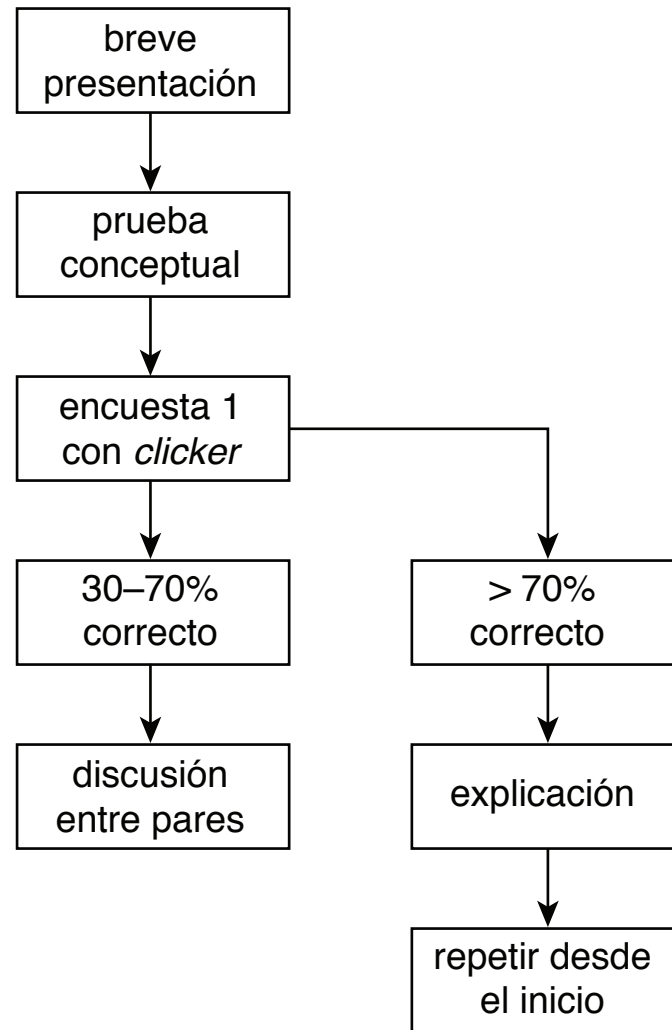 breve
presentación
prueba
conceptual
encuesta 1
con clicker
30–70%
correcto
> 70%
correcto
discusión
entre pares
explicación
repetir desde
el inicio